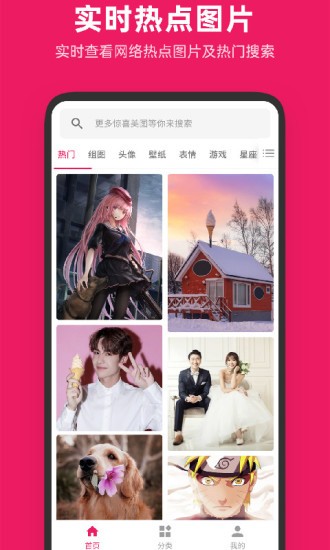 实时热点图片
实时查看网络热点图片及热门搜索
更多惊喜美图等你来搜索
热门 组图 头像 壁纸 表情 游戏 星座
首页 分类 我的